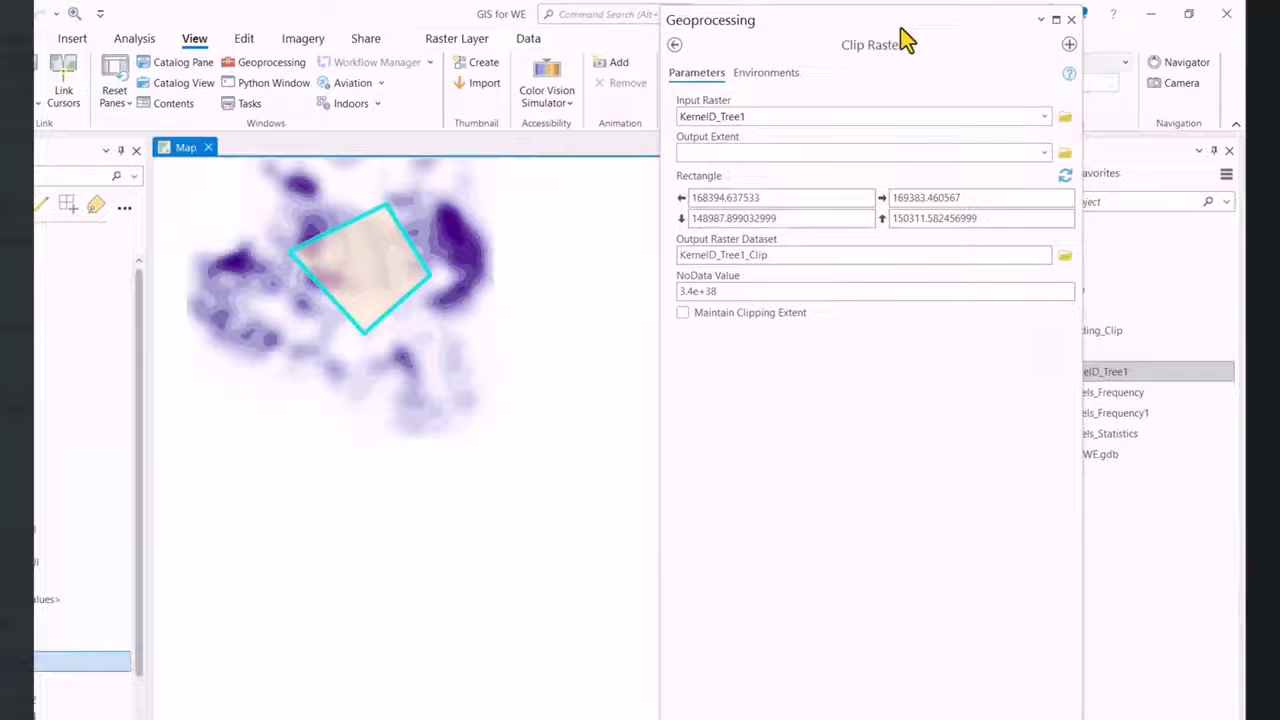 GIS for WE
Command Search (Alt+
Geoprocessing
Insert
Analysis
View
Edit
Imagery
Share
Raster Layer
Data
Clip Raste
Link
Cursors
Link
Reset
Panes
Catalog Pane
Catalog View
Contents
Geoprocessing
Python Window
Tasks
Workflow Manager
Aviation
Indoors
Windows
Create
Import
Thumbnail
Color Vision
Simulator
Accessibility
Add
Remove
Animation
Navigator
Camera
Navigation
Parameters
Environments
Input Raster
KernelD_Tree1
Output Extent
Rectangle
168394.637533
169383.460567
148987.899032999
150311.582456999
Output Raster Dataset
KernelD_Tree1_Clip
NoData Value
3.4e+38
Maintain Clipping Extent
Map
avorites
ject
ding_Clip
elD_Tree1
els_Frequency
els_Frequency1
els_Statistics
WE.gdb
alues>